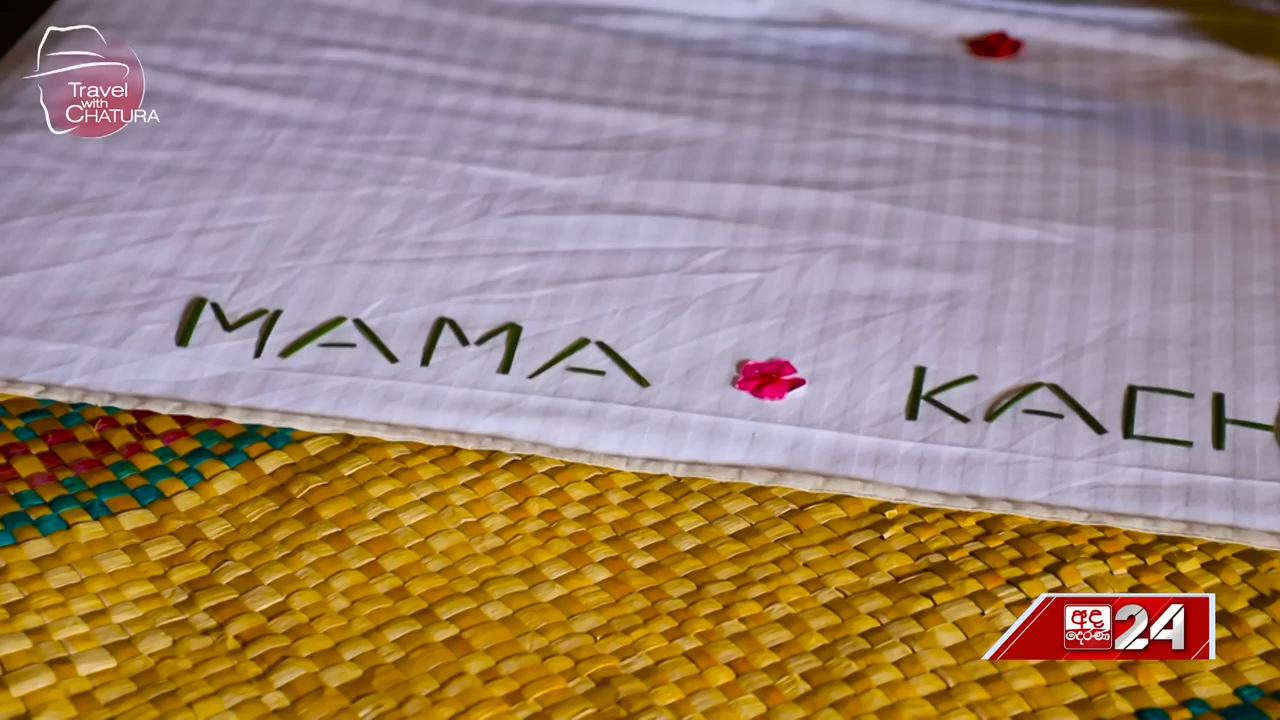 Travel
with
CHATURA
MAMA KACH
අද
දෙරණ 24